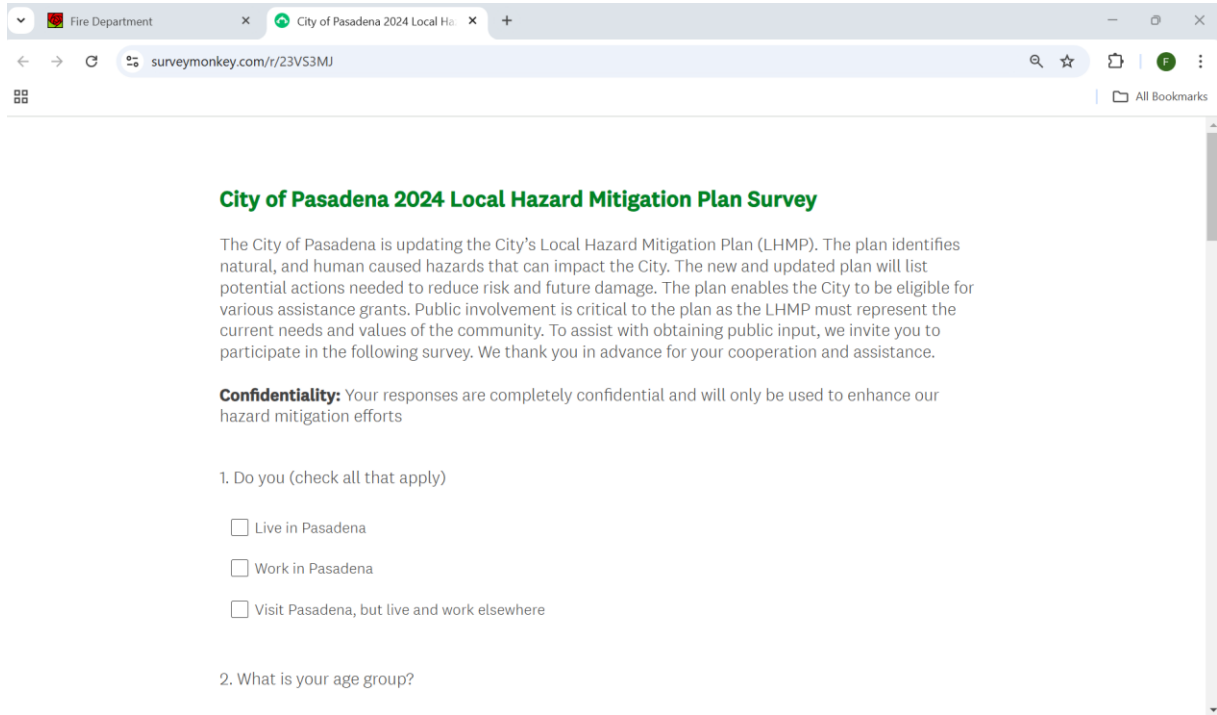 Fire Department
City of Pasadena 2024 Local Ha
surveymonkey.com/r/23VS3MJ
F
All Bookmarks
City of Pasadena 2024 Local Hazard Mitigation Plan Survey
The City of Pasadena is updating the City’s Local Hazard Mitigation Plan (LHMP). The plan identifies
natural, and human caused hazards that can impact the City. The new and updated plan will list
potential actions needed to reduce risk and future damage. The plan enables the City to be eligible for
various assistance grants. Public involvement is critical to the plan as the LHMP must represent the
current needs and values of the community. To assist with obtaining public input, we invite you to
participate in the following survey. We thank you in advance for your cooperation and assistance.
Confidentiality: Your responses are completely confidential and will only be used to enhance our
hazard mitigation efforts
1. Do you (check all that apply)
Live in Pasadena
Work in Pasadena
Visit Pasadena, but live and work elsewhere
2. What is your age group?